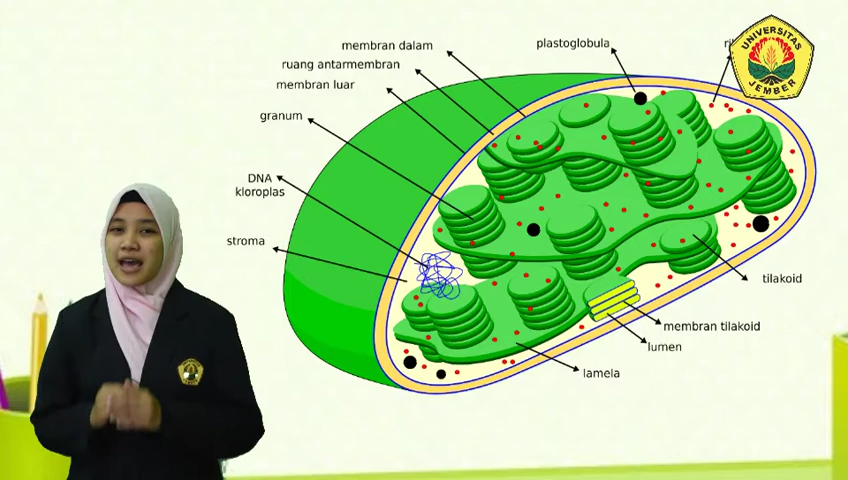 membran dalam
ruang antarmembran
membran luar
granum
DNA
kloroplas
stroma
plastoglobula
UNIVERSITAS
JEMBER
tilakoid
membran tilakoid
lumen
lamela